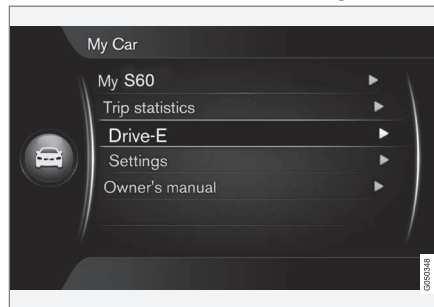 My Car
My S60
Trip statistics
Drive-E
Settings
Owner's manual
G050348